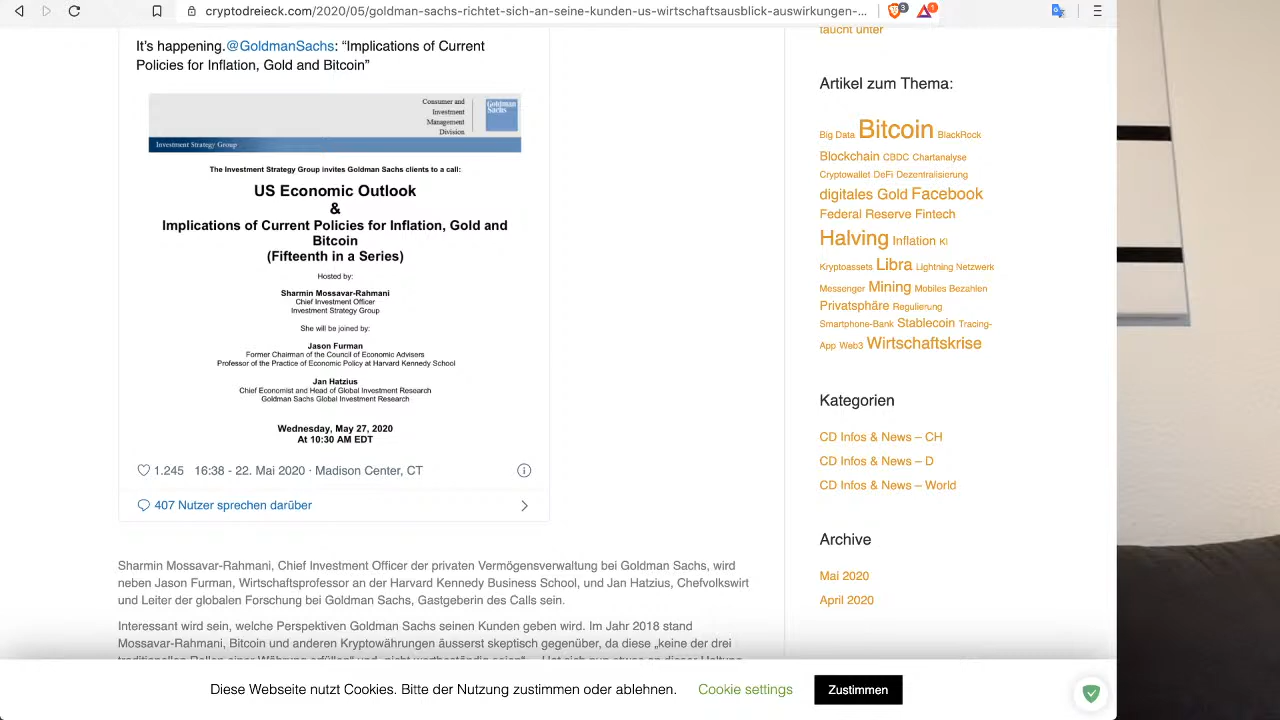 cryptodreieck.com/2020/05/goldman-sachs-richtet-sich-an-seine-kunden-us-wirtschaftsausblick-auswirkungen-...
3
1
It's happening.@GoldmanSachs: “Implications of Current
Policies for Inflation, Gold and Bitcoin”
Consumer and
Investment
Management
Division
Goldman
Sachs
Investment Strategy Group
The Investment Strategy Group invites Goldman Sachs clients to a call:
US Economic Outlook
&
Implications of Current Policies for Inflation, Gold and
Bitcoin
(Fifteenth in a Series)
Hosted by:
Sharmin Mossavar-Rahmani
Chief Investment Officer
Investment Strategy Group
She will be joined by:
Jason Furman
Former Chairman of the Council of Economic Advisers
Professor of the Practice of Economic Policy at Harvard Kennedy School
Jan Hatzius
Chief Economist and Head of Global Investment Research
Goldman Sachs Global Investment Research
Wednesday, May 27, 2020
At 10:30 AM EDT
1.245 16:38 - 22. Mai 2020 · Madison Center, CT
407 Nutzer sprechen darüber
Sharmin Mossavar-Rahmani, Chief Investment Officer der privaten Vermögensverwaltung bei Goldman Sachs, wird
neben Jason Furman, Wirtschaftsprofessor an der Harvard Kennedy Business School, und Jan Hatzius, Chefvolkswirt
und Leiter der globalen Forschung bei Goldman Sachs, Gastgeberin des Calls sein.
Interessant wird sein, welche Perspektiven Goldman Sachs seinen Kunden geben wird. Im Jahr 2018 stand
Mossavar-Rahmani, Bitcoin und anderen Kryptowährungen äusserst skeptisch gegenüber, da diese „keine der drei
taucht unter
Artikel zum Thema:
Big Data Bitcoin BlackRock
Blockchain CBDC Chartanalyse
Cryptowallet DeFi Dezentralisierung
digitales Gold Facebook
Federal Reserve Fintech
Halving Inflation KI
Kryptoassets Libra Lightning Netzwerk
Messenger Mining Mobiles Bezahlen
Privatsphäre Regulierung
Smartphone-Bank Stablecoin Tracing-
App Web3 Wirtschaftskrise
Kategorien
CD Infos & News – CH
CD Infos & News – D
CD Infos & News – World
Archive
Mai 2020
April 2020
Diese Webseite nutzt Cookies. Bitte der Nutzung zustimmen oder ablehnen. Cookie settings Zustimmen